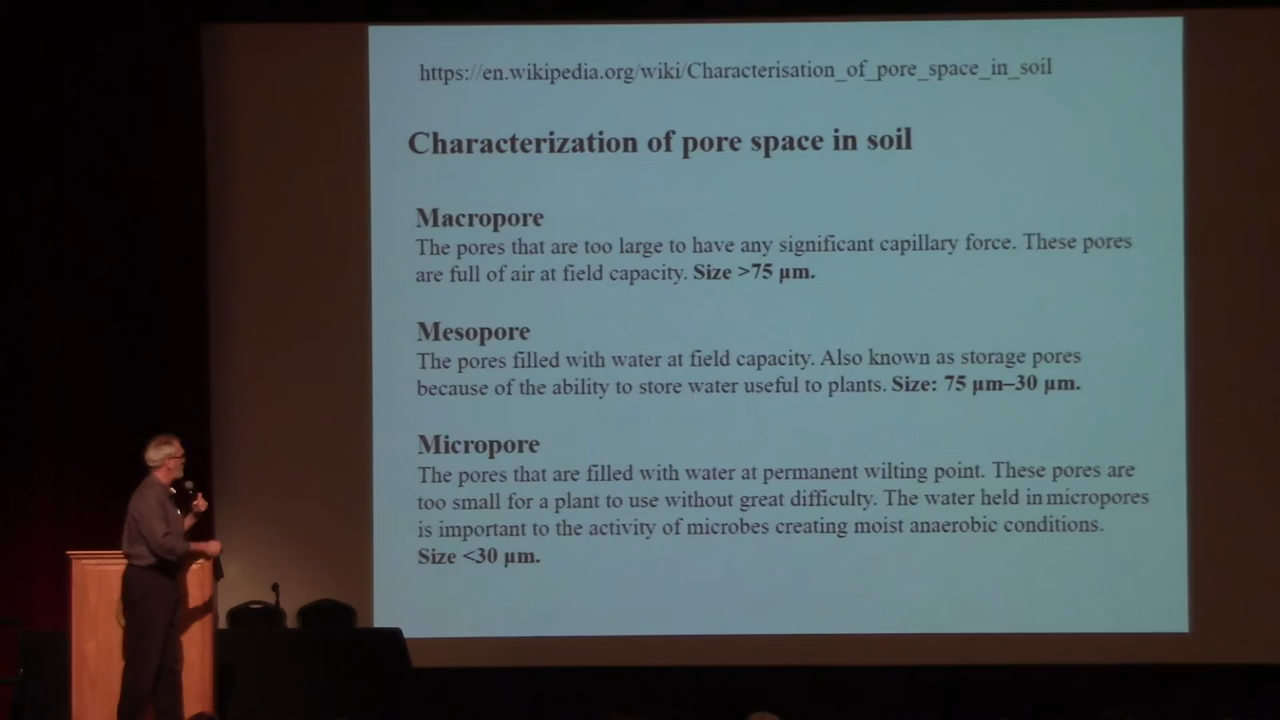 https://en.wikipedia.org/wiki/Characterisation_of_pore_space_in_soil
Characterization of pore space in soil
Macropore
The pores that are too large to have any significant capillary force. These pores
are full of air at field capacity. Size >75 µm.
Mesopore
The pores filled with water at field capacity. Also known as storage pores
because of the ability to store water useful to plants. Size: 75 µm–30 µm.
Micropore
The pores that are filled with water at permanent wilting point. These pores are
too small for a plant to use without great difficulty. The water held in micropores
is important to the activity of microbes creating moist anaerobic conditions.
Size <30 µm.